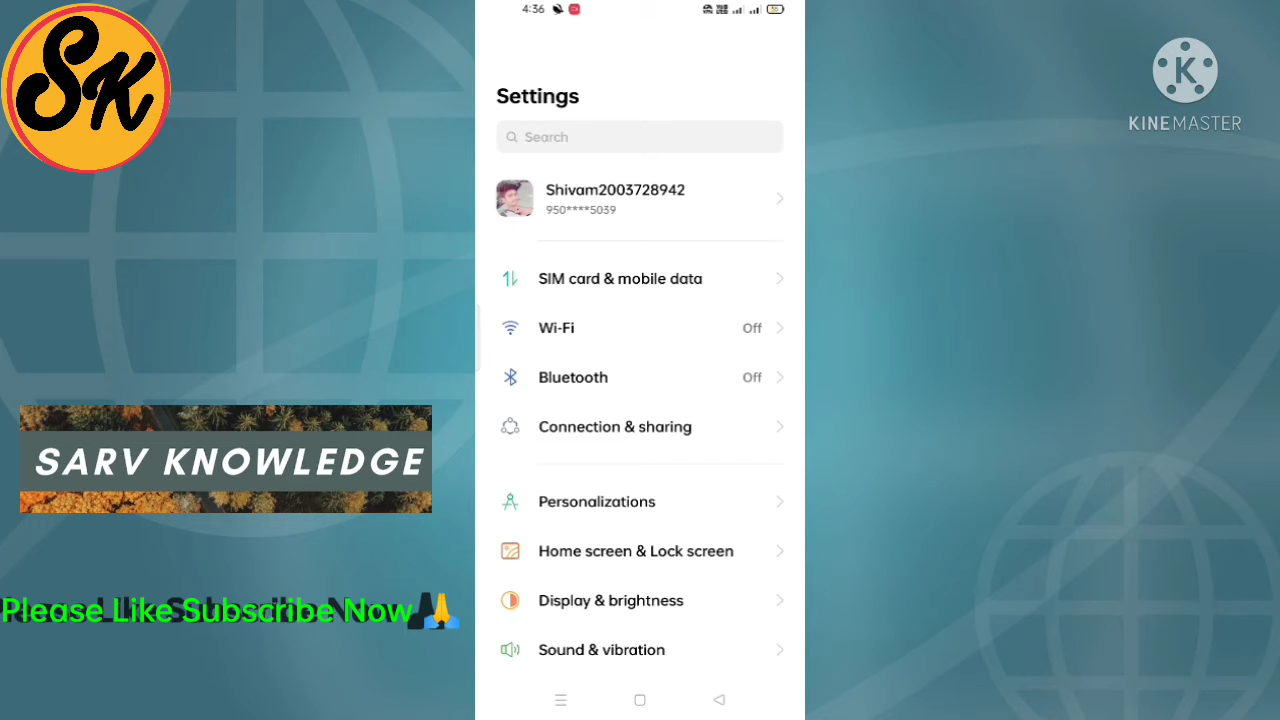 SK
SARV KNOWLEDGE
Please Like Subscribe Now🙏
4:36
Settings
Search
Shivam2003728942
950****5039
SIM card & mobile data
Wi-Fi Off
Bluetooth Off
Connection & sharing
Personalizations
Home screen & Lock screen
Display & brightness
Sound & vibration
K
KINEMASTER